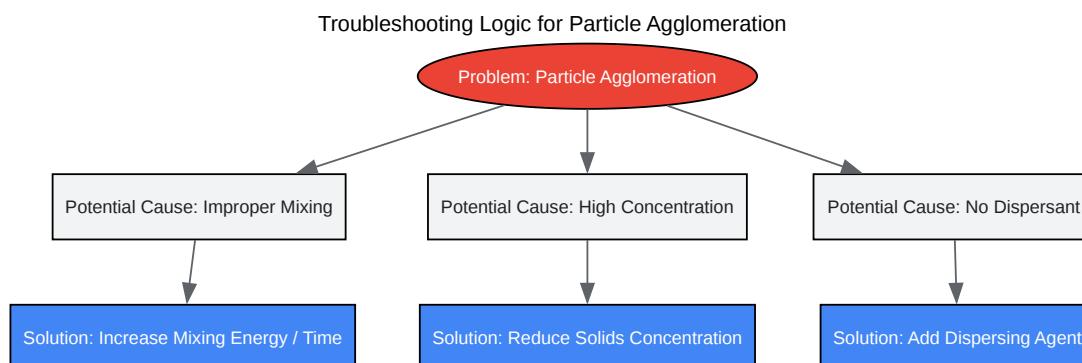 Troubleshooting Logic for Particle Agglomeration
Problem: Particle Agglomeration
Potential Cause: Improper Mixing
Potential Cause: High Concentration
Potential Cause: No Dispersant
Solution: Increase Mixing Energy / Time
Solution: Reduce Solids Concentration
Solution: Add Dispersing Agent